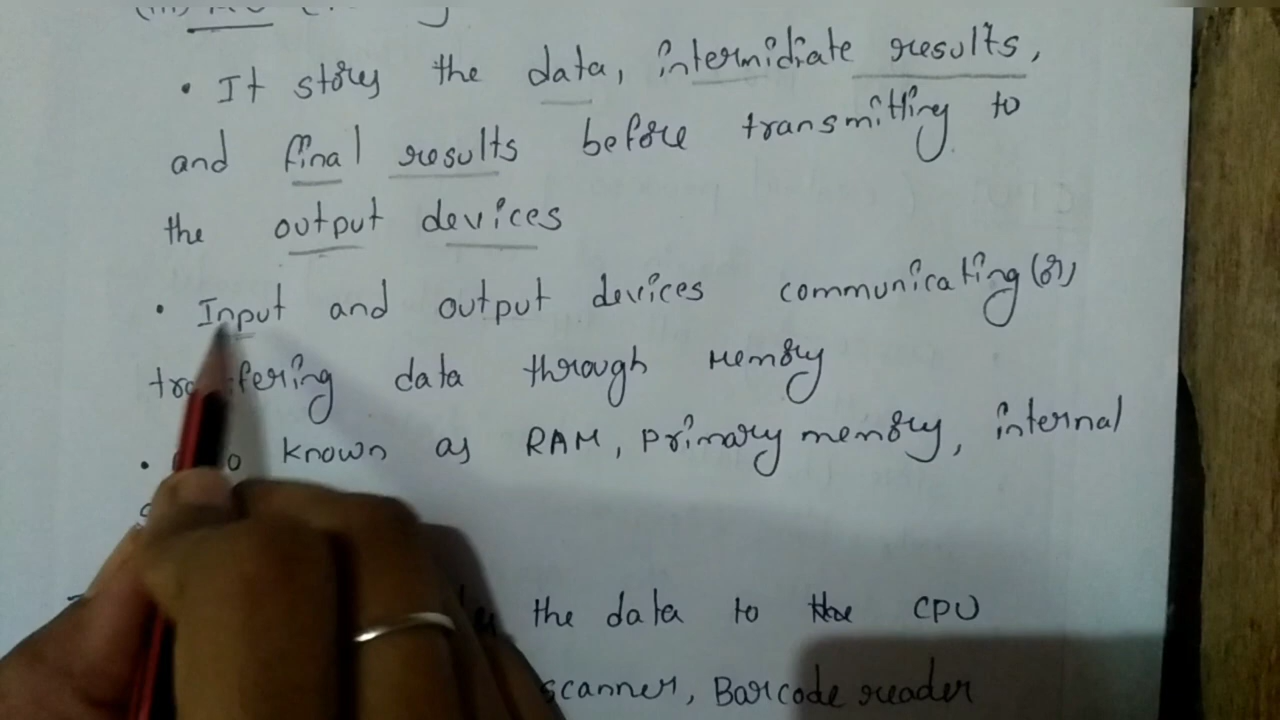 • It stores the data, intermidiate results,
and final results before transmitting to
the output devices
• Input and output devices communicating (or)
data through memory
• known as RAM, primary memory, internal
the data to the CPU
scanner, Barcode reader